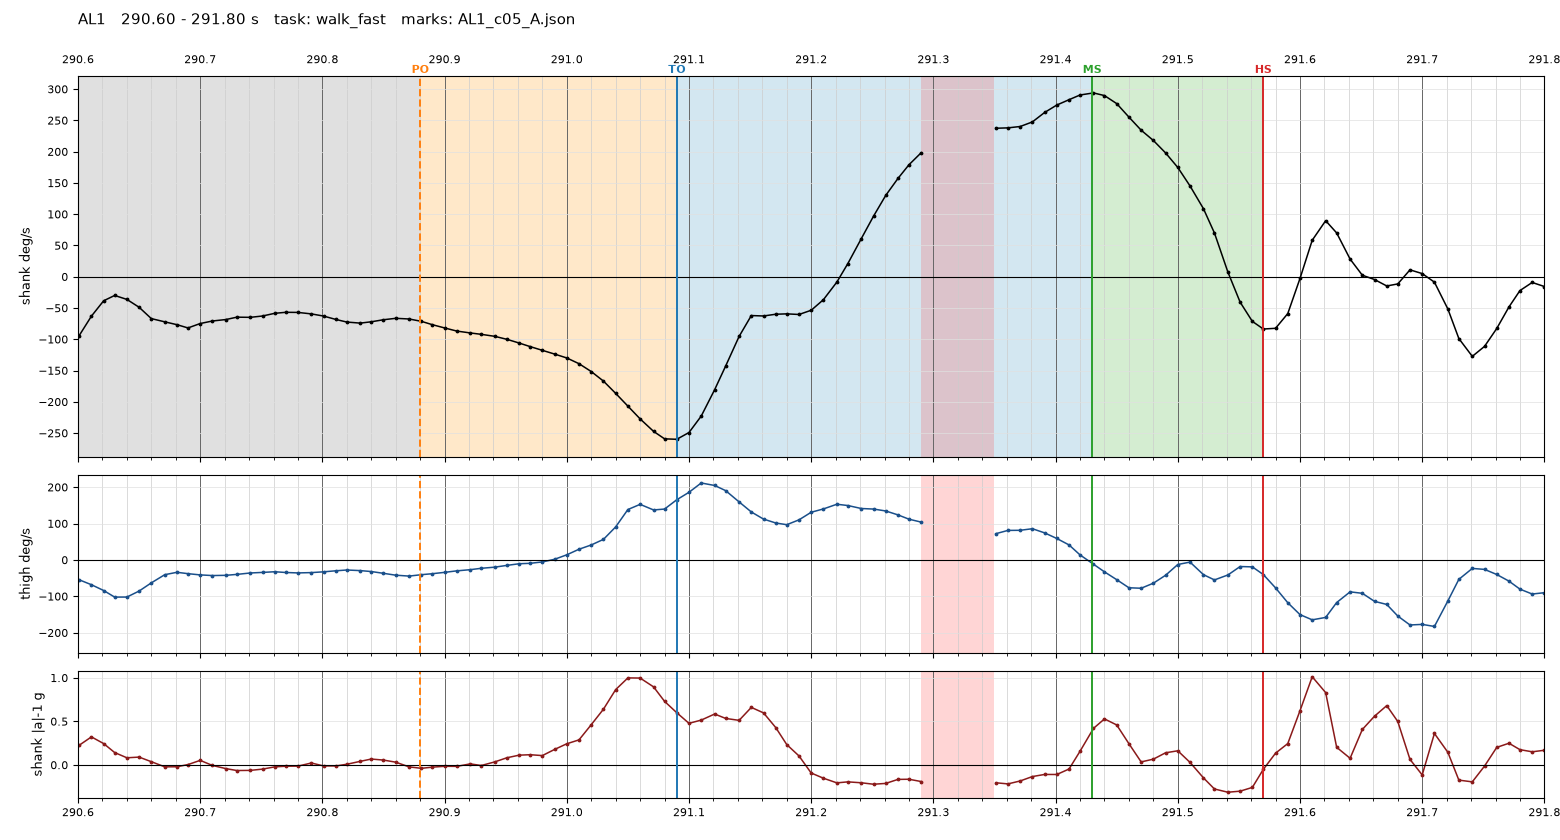 AL1   290.60 - 291.80 s   task: walk_fast   marks: AL1_c05_A.json
290.6 290.7 290.8 290.9 291.0 291.1 291.2 291.3 291.4 291.5 291.6 291.7 291.8
PO TO MS HS
shank deg/s
300
250
200
150
100
50
0
−50
−100
−150
−200
−250
thigh deg/s
200
100
0
−100
−200
shank |a|-1 g
1.0
0.5
0.0
290.6 290.7 290.8 290.9 291.0 291.1 291.2 291.3 291.4 291.5 291.6 291.7 291.8